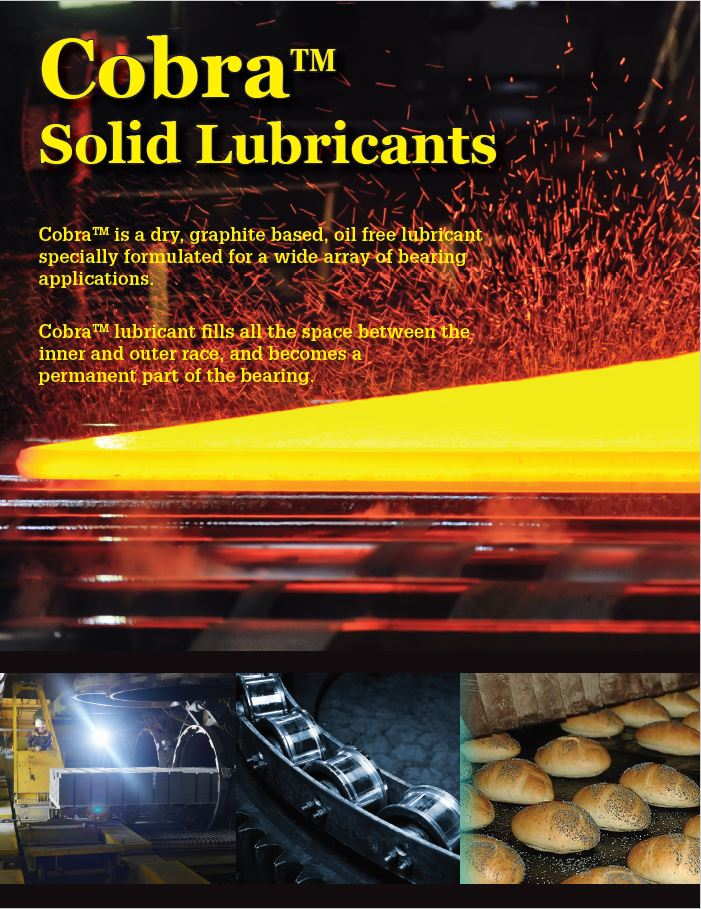 Cobra™
Solid Lubricants
Cobra™ is a dry, graphite based, oil free lubricant
specially formulated for a wide array of bearing
applications.
Cobra™ lubricant fills all the space between the
inner and outer race, and becomes a
permanent part of the bearing.